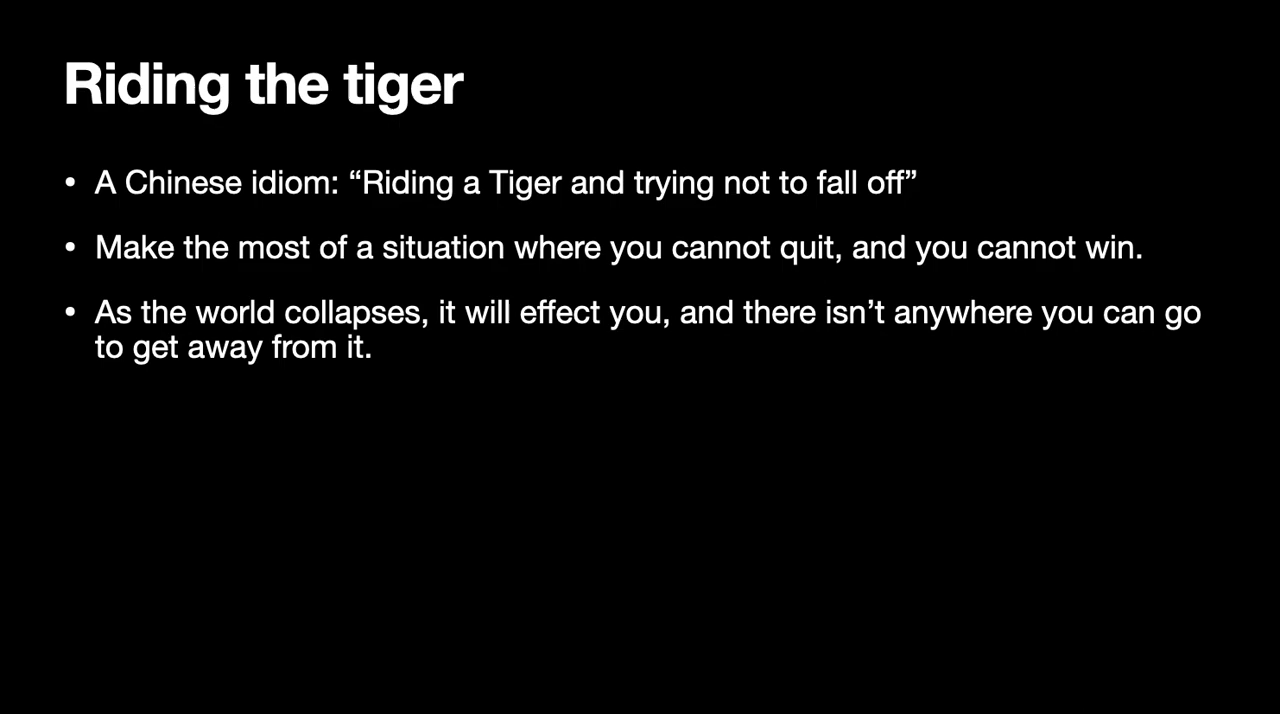 Riding the tiger
• A Chinese idiom: “Riding a Tiger and trying not to fall off”
• Make the most of a situation where you cannot quit, and you cannot win.
• As the world collapses, it will effect you, and there isn’t anywhere you can go
to get away from it.